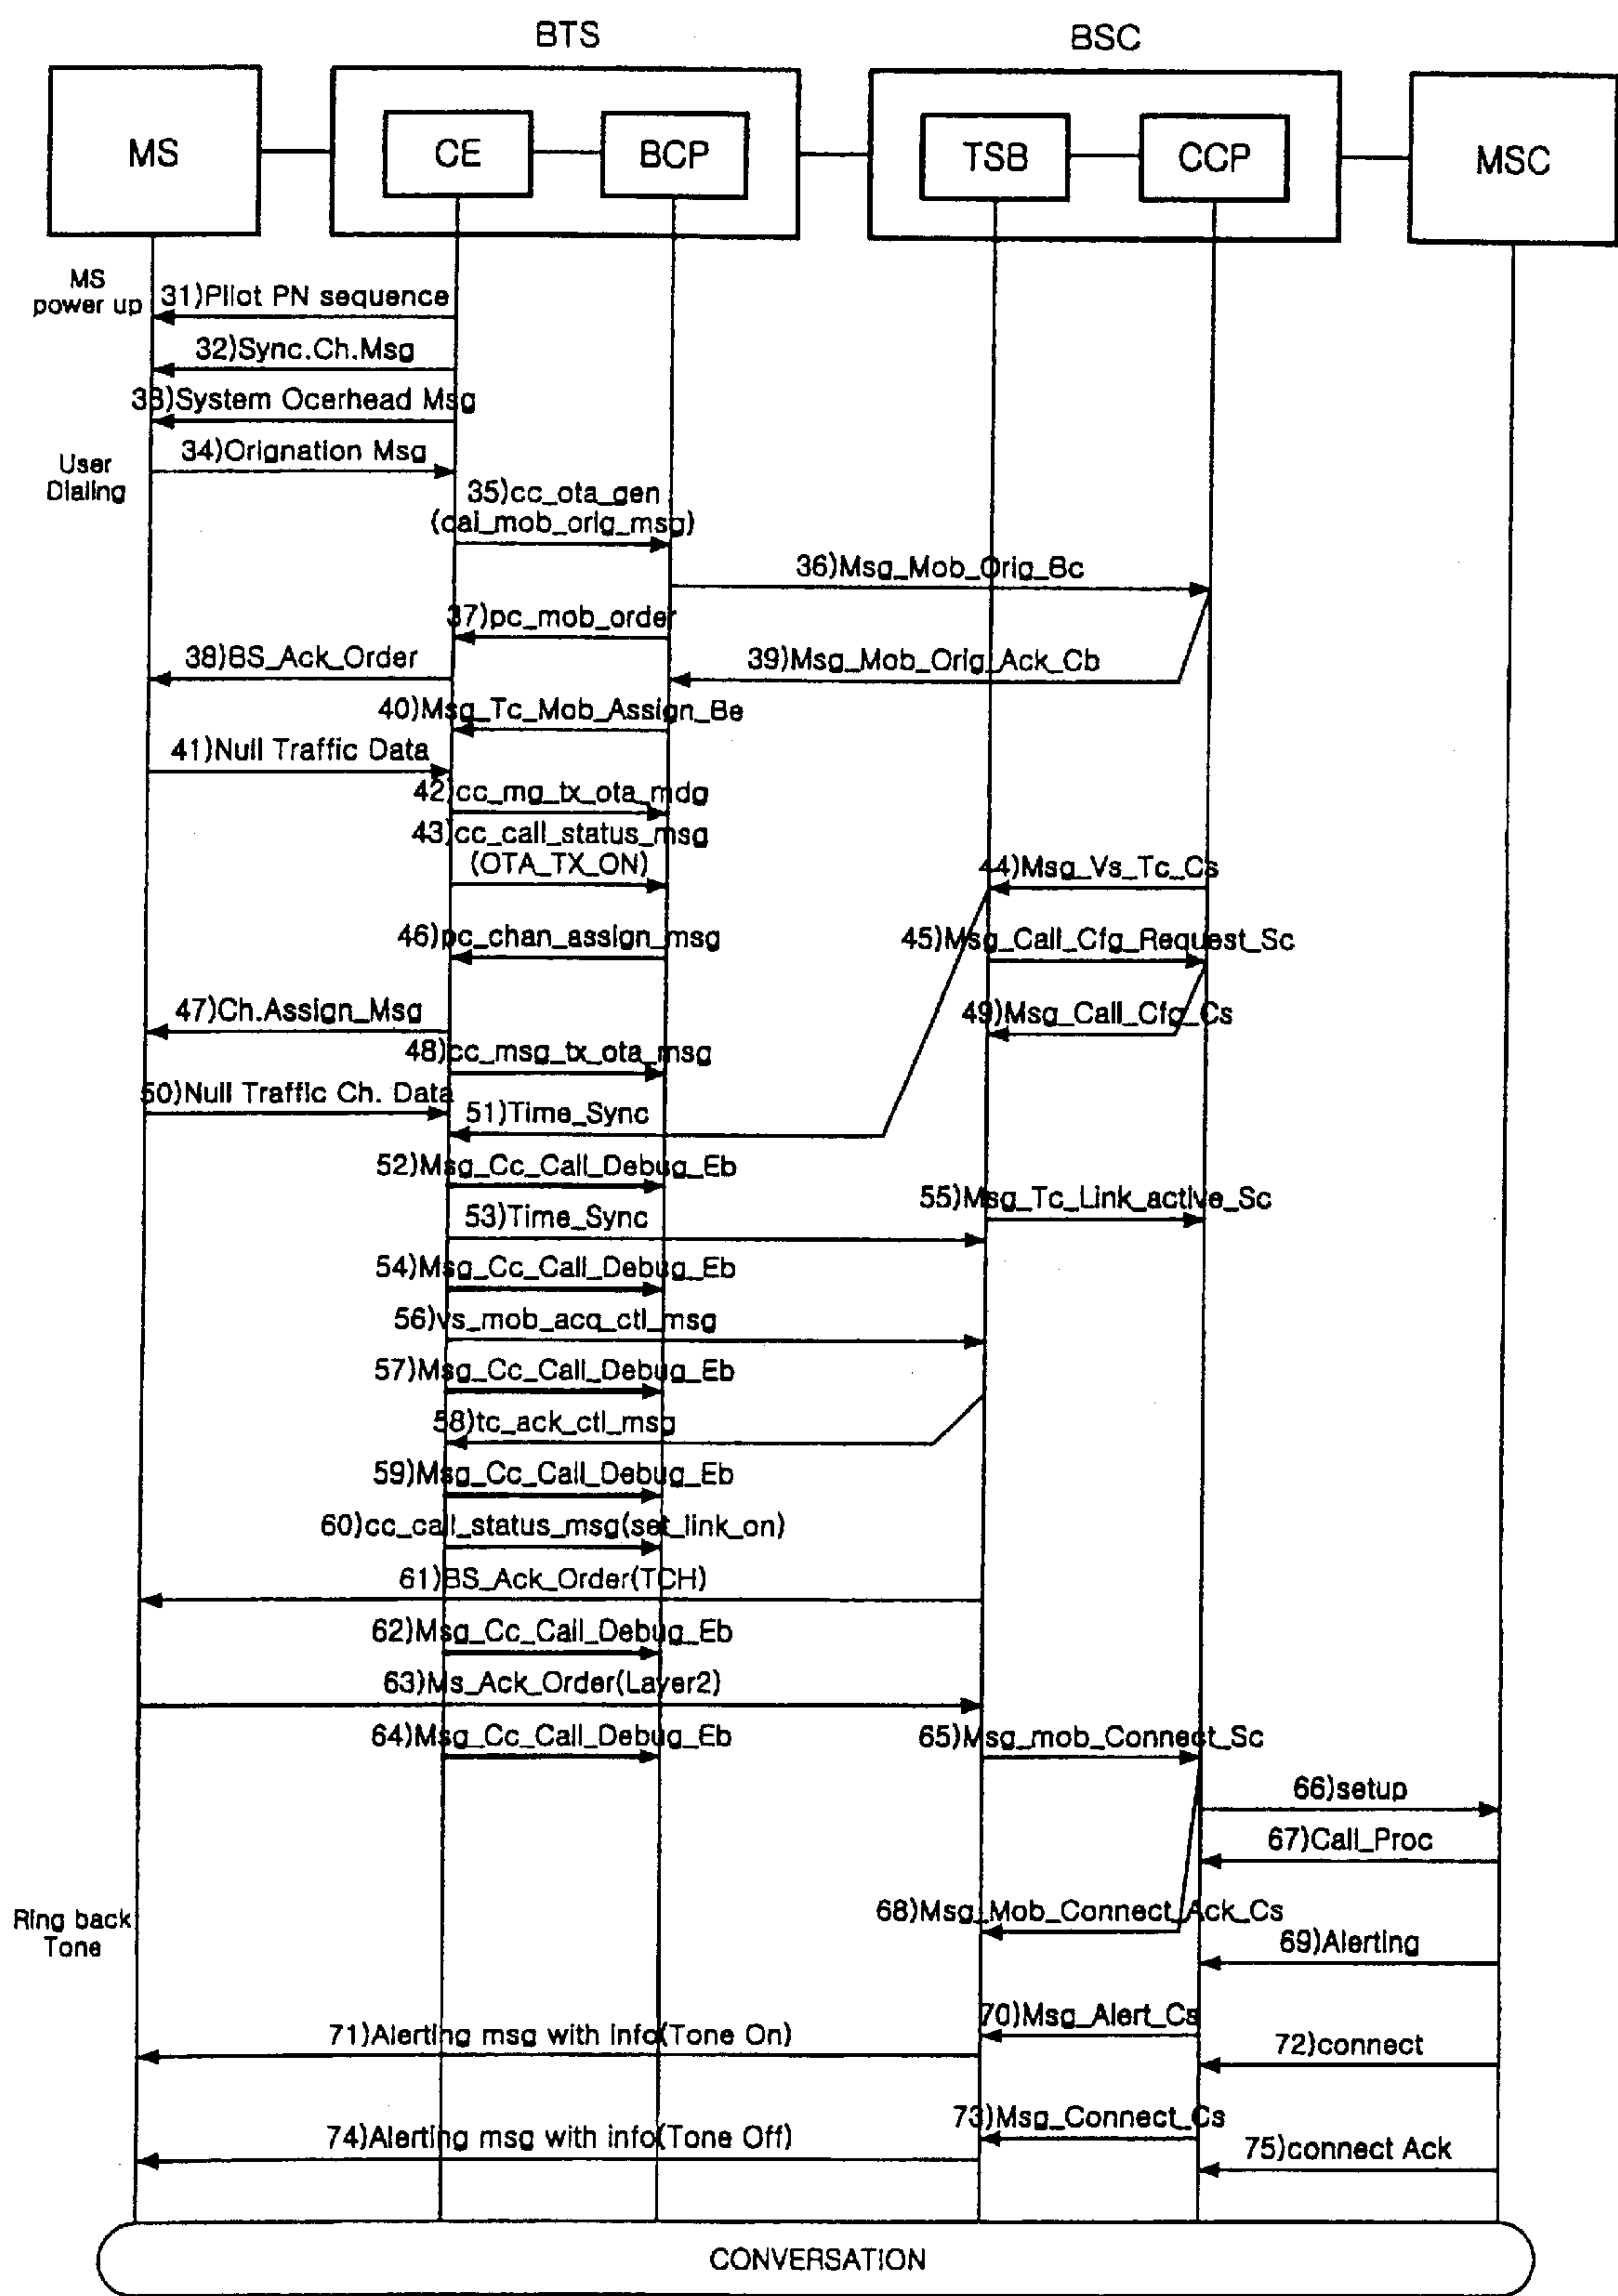 BTS
BSC
MS
CE
BCP
TSB
CCP
MSC
MS
power up
31)Pilot PN sequence
32)Sync.Ch.Msg
33)System Ocerhead Msg
User
Dialing
34)Orignation Msg
35)cc_ota_gen
(cai_mob_orig_msg)
36)Msg_Mob_Orig_Bc
37)pc_mob_order
38)BS_Ack_Order
39)Msg_Mob_Orig_Ack_Cb
40)Msg_Tc_Mob_Assign_Be
41)Null Traffic Data
42)cc_mg_tx_ota_mdg
43)cc_call_status_msg
(OTA_TX_ON)
44)Msg_Vs_Tc_Cs
46)pc_chan_assign_msg
45)Msg_Call_Cfg_Request_Sc
47)Ch.Assign_Msg
49)Msg_Call_Cfg_Cs
48)cc_msg_tx_ota_msg
50)Null Traffic Ch. Data
51)Time_Sync
52)Msg_Cc_Call_Debug_Eb
55)Msg_Tc_Link_active_Sc
53)Time_Sync
54)Msg_Cc_Call_Debug_Eb
56)vs_mob_acq_ctl_msg
57)Msg_Cc_Call_Debug_Eb
58)tc_ack_ctl_msg
59)Msg_Cc_Call_Debug_Eb
60)cc_call_status_msg(set_link_on)
61)BS_Ack_Order(TCH)
62)Msg_Cc_Call_Debug_Eb
63)Ms_Ack_Order(Layer2)
64)Msg_Cc_Call_Debug_Eb
65)Msg_mob_Connect_Sc
66)setup
67)Call_Proc
68)Msg_Mob_Connect_Ack_Cs
Ring back
Tone
69)Alerting
70)Msg_Alert_Cs
71)Alerting msg with info(Tone On)
72)connect
73)Msg_Connect_Cs
74)Alerting msg with info(Tone Off)
75)connect Ack
CONVERSATION